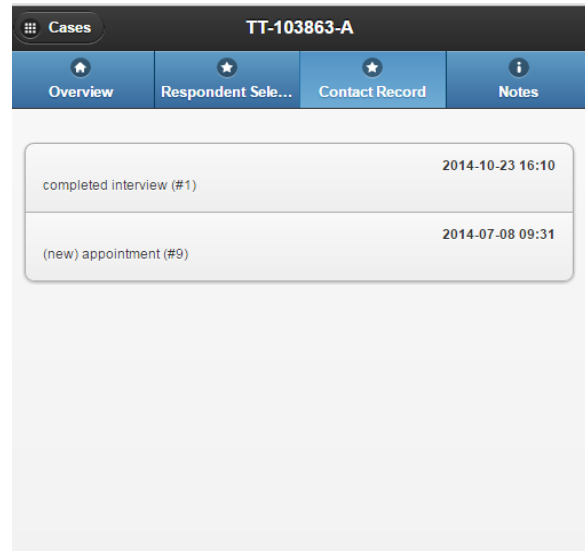 Cases
TT-103863-A
Overview
Respondent Sele...
Contact Record
Notes
2014-10-23 16:10
completed interview (#1)
2014-07-08 09:31
(new) appointment (#9)